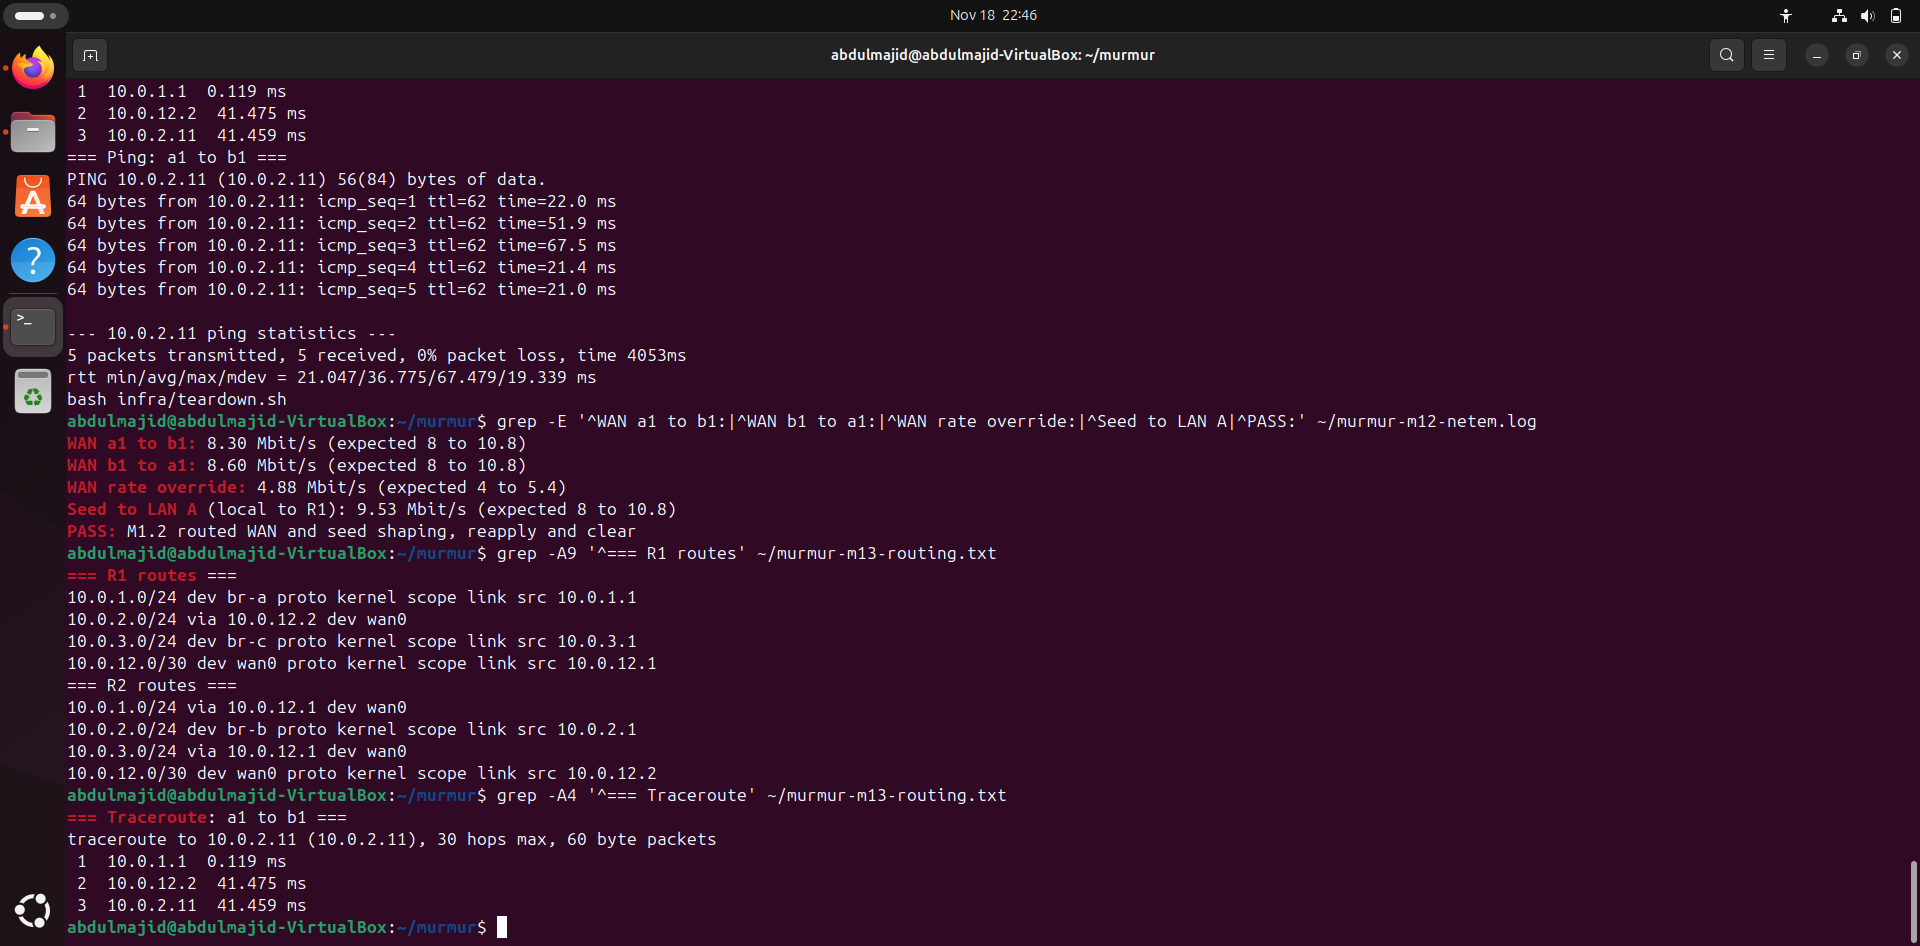 Nov 18 22:46
abdulmajid@abdulmajid-VirtualBox: ~/murmur
1 10.0.1.1 0.119 ms
2 10.0.12.2 41.475 ms
3 10.0.2.11 41.459 ms
=== Ping: a1 to b1 ===
PING 10.0.2.11 (10.0.2.11) 56(84) bytes of data.
64 bytes from 10.0.2.11: icmp_seq=1 ttl=62 time=22.0 ms
64 bytes from 10.0.2.11: icmp_seq=2 ttl=62 time=51.9 ms
64 bytes from 10.0.2.11: icmp_seq=3 ttl=62 time=67.5 ms
64 bytes from 10.0.2.11: icmp_seq=4 ttl=62 time=21.4 ms
64 bytes from 10.0.2.11: icmp_seq=5 ttl=62 time=21.0 ms
--- 10.0.2.11 ping statistics ---
5 packets transmitted, 5 received, 0% packet loss, time 4053ms
rtt min/avg/max/mdev = 21.047/36.775/67.479/19.339 ms
bash infra/teardown.sh
abdulmajid@abdulmajid-VirtualBox:~/murmur$ grep -E '^WAN a1 to b1:|^WAN b1 to a1:|^WAN rate override:|^Seed to LAN A|^PASS:' ~/murmur-m12-netem.log
WAN a1 to b1: 8.30 Mbit/s (expected 8 to 10.8)
WAN b1 to a1: 8.60 Mbit/s (expected 8 to 10.8)
WAN rate override: 4.88 Mbit/s (expected 4 to 5.4)
Seed to LAN A (local to R1): 9.53 Mbit/s (expected 8 to 10.8)
PASS: M1.2 routed WAN and seed shaping, reapply and clear
abdulmajid@abdulmajid-VirtualBox:~/murmur$ grep -A9 '^=== R1 routes' ~/murmur-m13-routing.txt
=== R1 routes ===
10.0.1.0/24 dev br-a proto kernel scope link src 10.0.1.1
10.0.2.0/24 via 10.0.12.2 dev wan0
10.0.3.0/24 dev br-c proto kernel scope link src 10.0.3.1
10.0.12.0/30 dev wan0 proto kernel scope link src 10.0.12.1
=== R2 routes ===
10.0.1.0/24 via 10.0.12.1 dev wan0
10.0.2.0/24 dev br-b proto kernel scope link src 10.0.2.1
10.0.3.0/24 via 10.0.12.1 dev wan0
10.0.12.0/30 dev wan0 proto kernel scope link src 10.0.12.2
abdulmajid@abdulmajid-VirtualBox:~/murmur$ grep -A4 '^=== Traceroute' ~/murmur-m13-routing.txt
=== Traceroute: a1 to b1 ===
traceroute to 10.0.2.11 (10.0.2.11), 30 hops max, 60 byte packets
1 10.0.1.1 0.119 ms
2 10.0.12.2 41.475 ms
3 10.0.2.11 41.459 ms
abdulmajid@abdulmajid-VirtualBox:~/murmur$